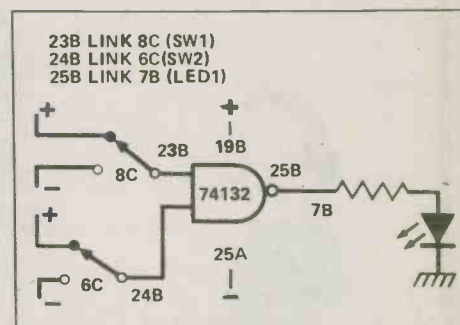 23B LINK 8C (SW1)
24B LINK 6C(SW2)
25B LINK 7B (LED1)
+
+
23B
19B
25B
8C
74132
7B
+
25A
6C
24B